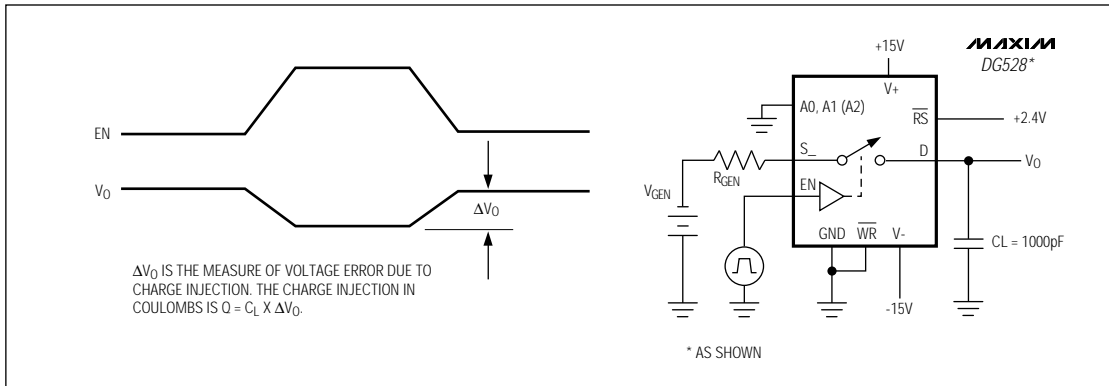 EN
VO
ΔVO
ΔVO IS THE MEASURE OF VOLTAGE ERROR DUE TO
CHARGE INJECTION. THE CHARGE INJECTION IN
COULOMBS IS Q = CL X ΔVO.
MAXIM
DG528*
+15V
V+
A0, A1 (A2)
RS
+2.4V
S_
D
VO
RGEN
VGEN
EN
GND
WR
V-
CL = 1000pF
-15V
* AS SHOWN